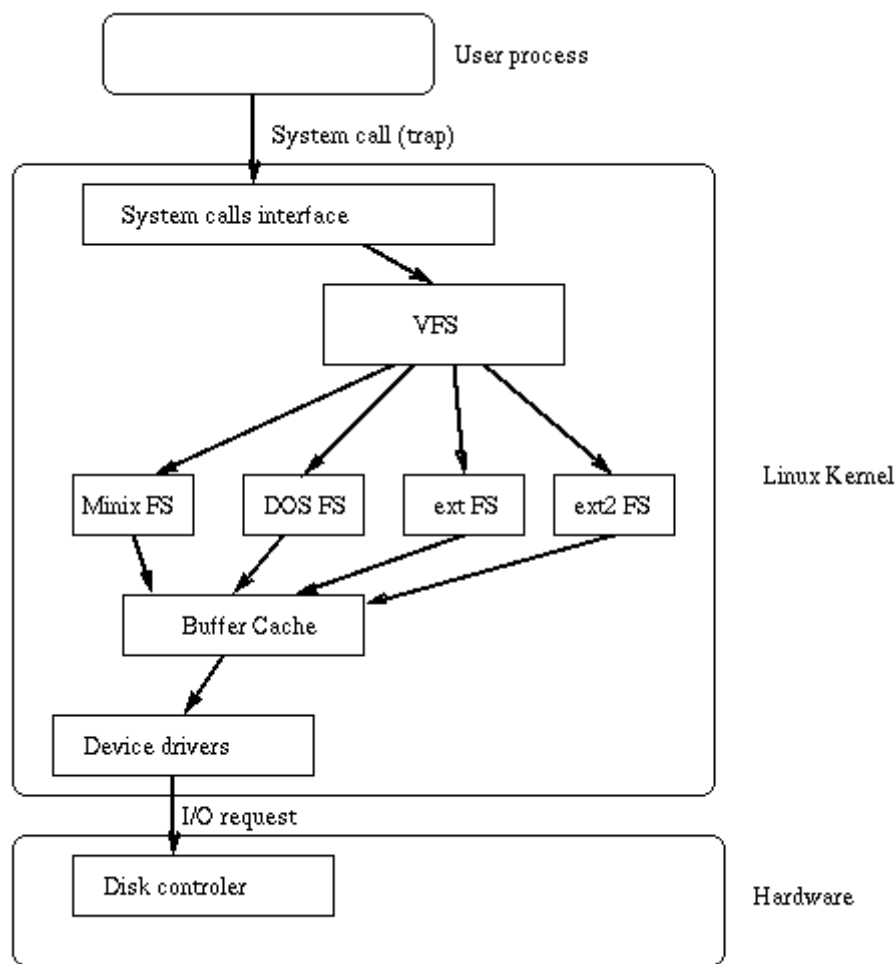 User process
System call (trap)
System calls interface
VFS
Linux Kernel
Minix FS
DOS FS
ext FS
ext2 FS
Buffer Cache
Device drivers
I/O request
Disk controler
Hardware